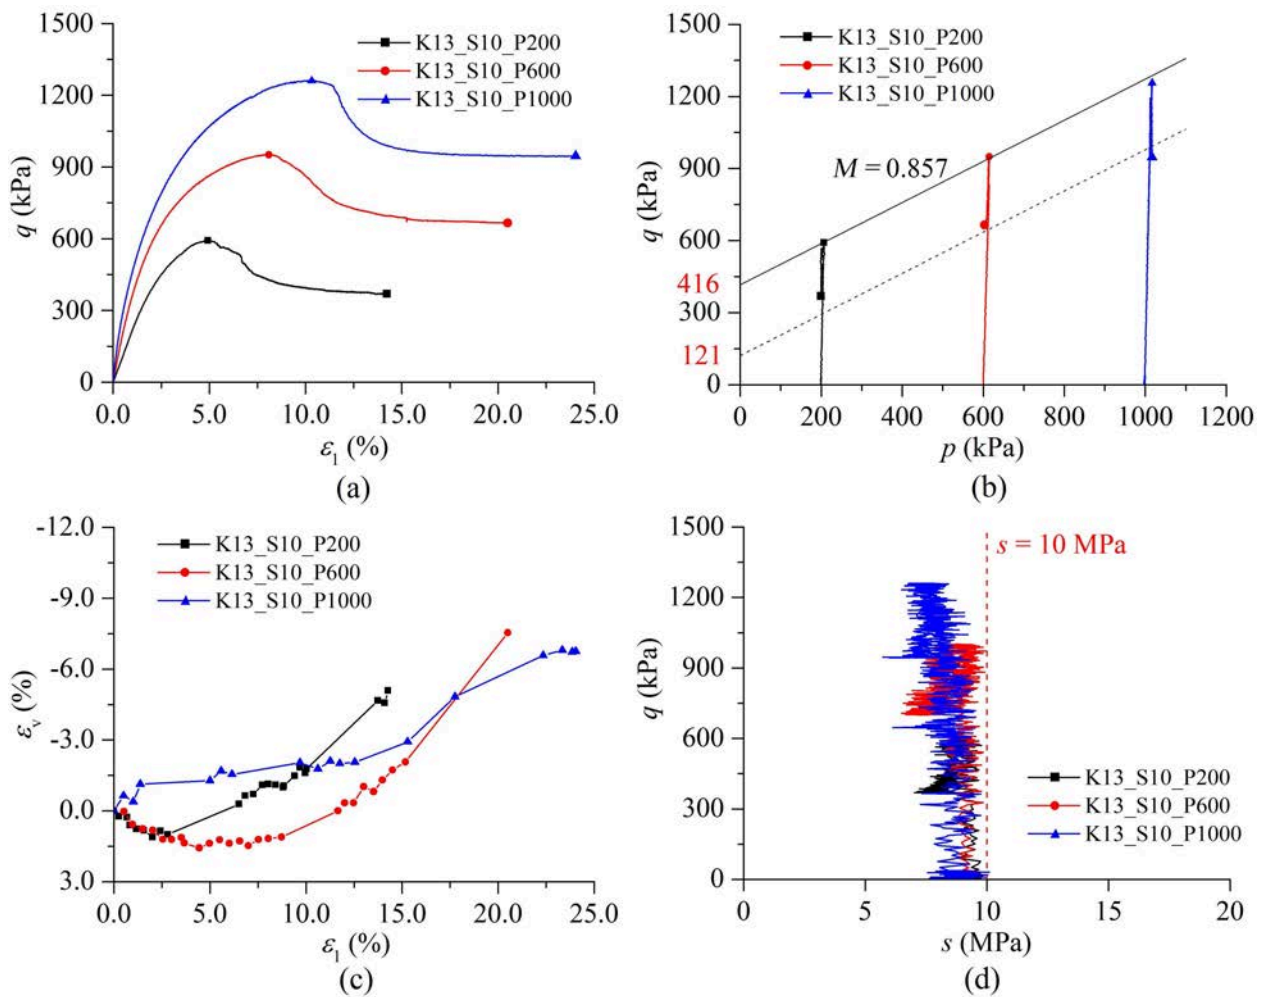 1500
1200
900
600
300
0
q (kPa)
K13_S10_P200
K13_S10_P600
K13_S10_P1000
0.0 5.0 10.0 15.0 20.0 25.0
ε1 (%)
(a)
1500
1200
900
600
416
300
121
0
q (kPa)
K13_S10_P200
K13_S10_P600
K13_S10_P1000
M = 0.857
0 200 400 600 800 1000 1200
p (kPa)
(b)
-12.0
-9.0
-6.0
-3.0
0.0
3.0
εv (%)
K13_S10_P200
K13_S10_P600
K13_S10_P1000
0.0 5.0 10.0 15.0 20.0 25.0
ε1 (%)
(c)
1500
1200
900
600
300
0
q (kPa)
s = 10 MPa
K13_S10_P200
K13_S10_P600
K13_S10_P1000
0 5 10 15 20
s (MPa)
(d)